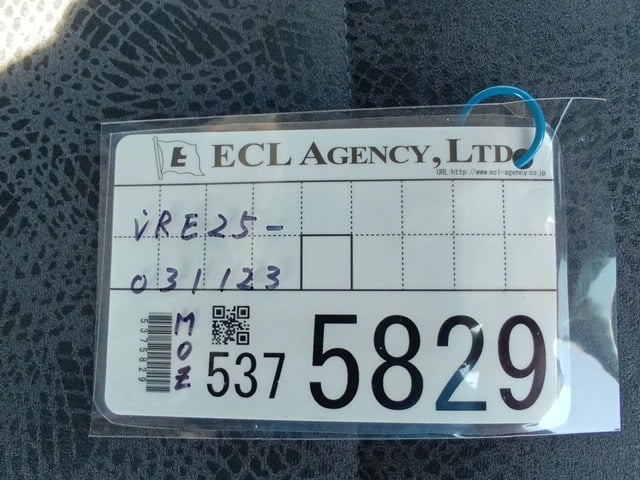 E ECL AGENCY, LTD.
URL http://www.ecl-agency.co.jp
VRE25-
031123
MOZ
5375829
537 5829